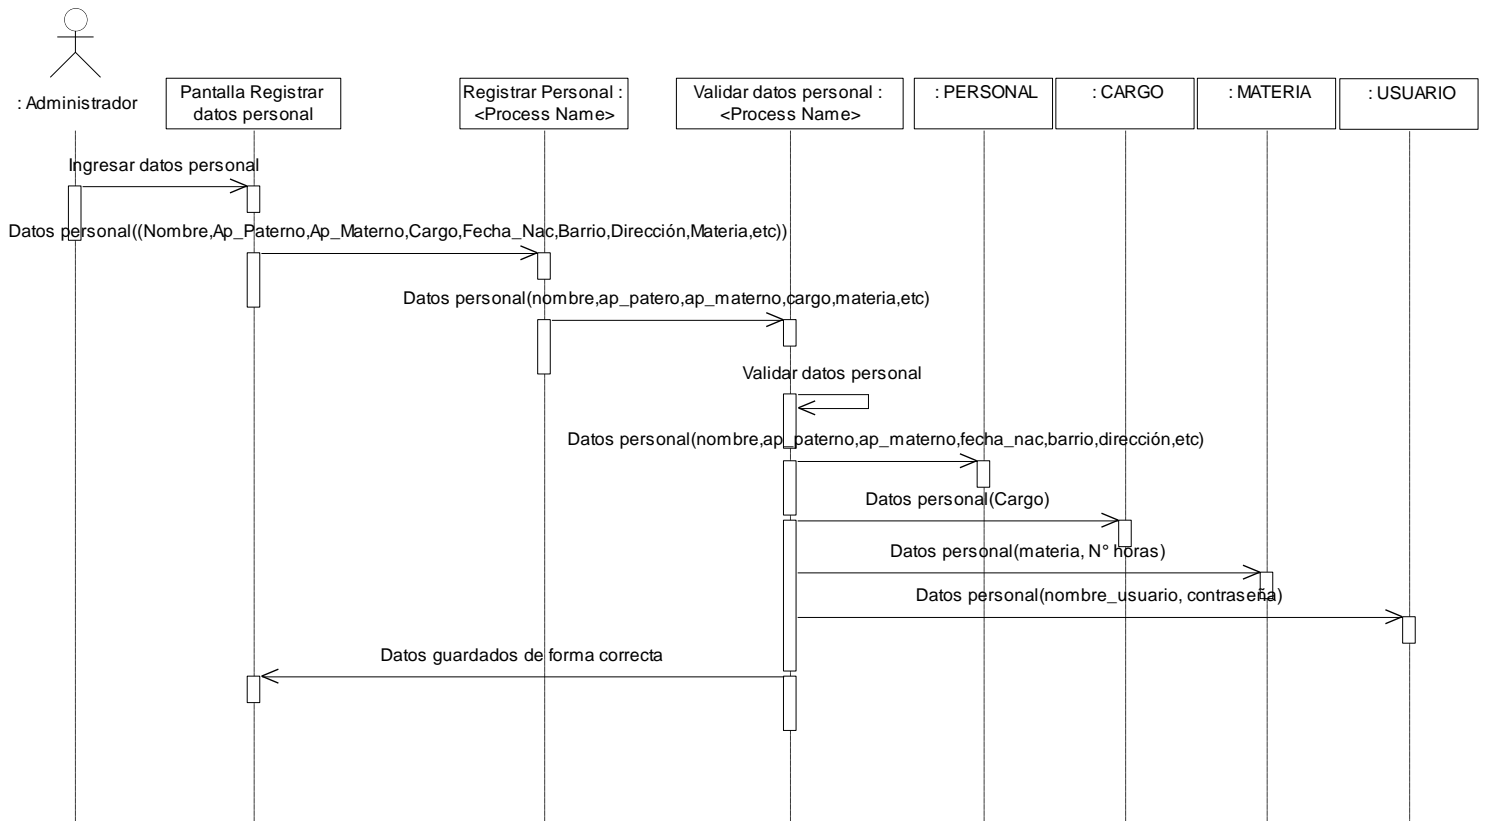 : Administrador
Pantalla Registrar
datos personal
Registrar Personal :
<Process Name>
Validar datos personal :
<Process Name>
: PERSONAL
: CARGO
: MATERIA
: USUARIO
Ingresar datos personal
Datos personal((Nombre,Ap_Paterno,Ap_Materno,Cargo,Fecha_Nac,Barrio,Dirección,Materia,etc))
Datos personal(nombre,ap_patero,ap_materno,cargo,materia,etc)
Validar datos personal
Datos personal(nombre,ap_paterno,ap_materno,fecha_nac,barrio,dirección,etc)
Datos personal(Cargo)
Datos personal(materia, N° horas)
Datos personal(nombre_usuario, contraseña)
Datos guardados de forma correcta